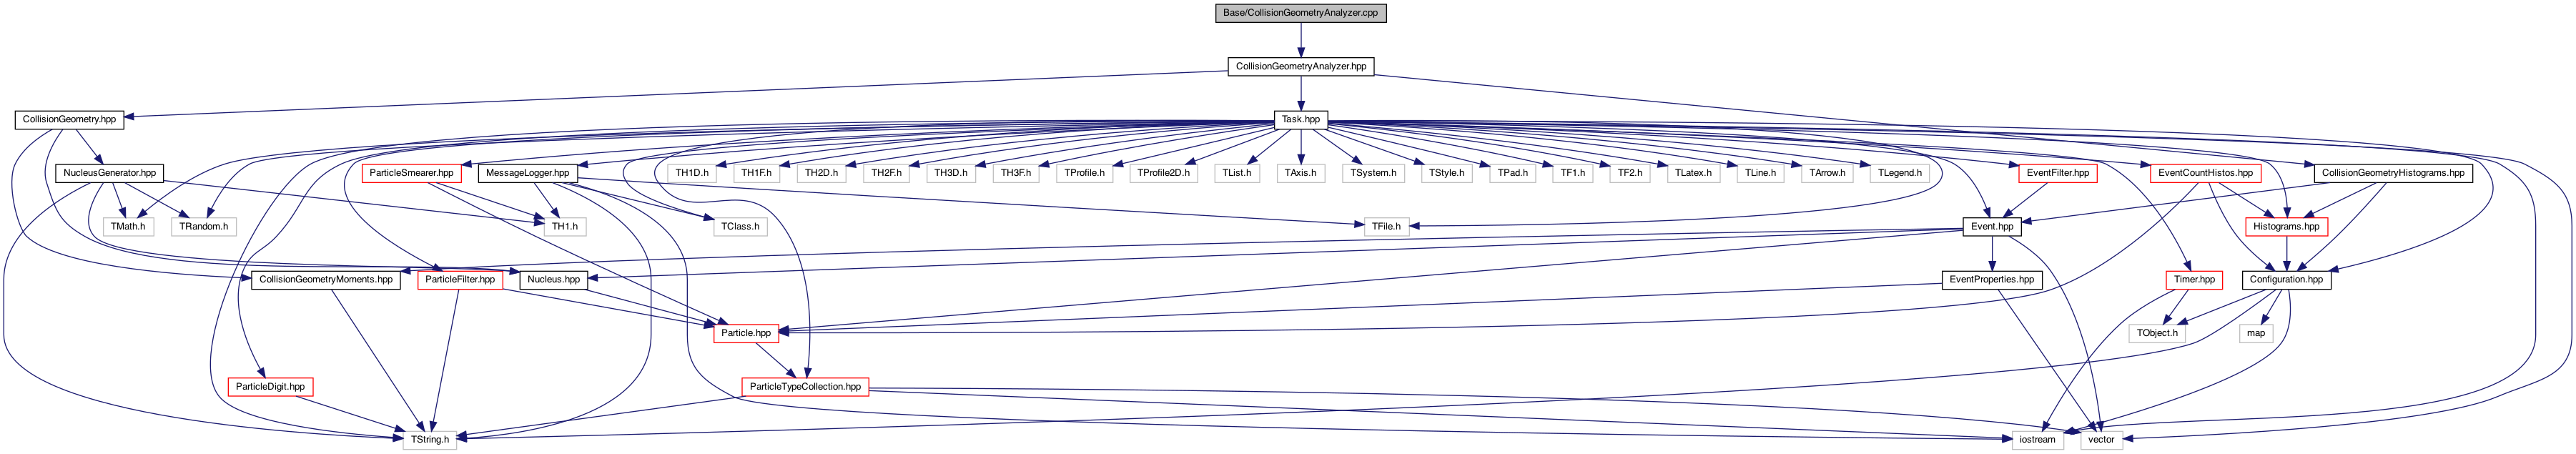 Base/CollisionGeometryAnalyzer.cpp
CollisionGeometryAnalyzer.hpp
CollisionGeometry.hpp
Task.hpp
NucleusGenerator.hpp
ParticleSmearer.hpp
MessageLogger.hpp
TH1D.h
TH1F.h
TH2D.h
TH2F.h
TH3D.h
TH3F.h
TProfile.h
TProfile2D.h
TList.h
TAxis.h
TSystem.h
TStyle.h
TPad.h
TF1.h
TF2.h
TLatex.h
TLine.h
TArrow.h
TLegend.h
EventFilter.hpp
EventCountHistos.hpp
CollisionGeometryHistograms.hpp
TMath.h
TRandom.h
TH1.h
TClass.h
TFile.h
Event.hpp
Histograms.hpp
CollisionGeometryMoments.hpp
ParticleFilter.hpp
Nucleus.hpp
EventProperties.hpp
Timer.hpp
Configuration.hpp
Particle.hpp
TObject.h
map
ParticleDigit.hpp
ParticleTypeCollection.hpp
TString.h
iostream
vector